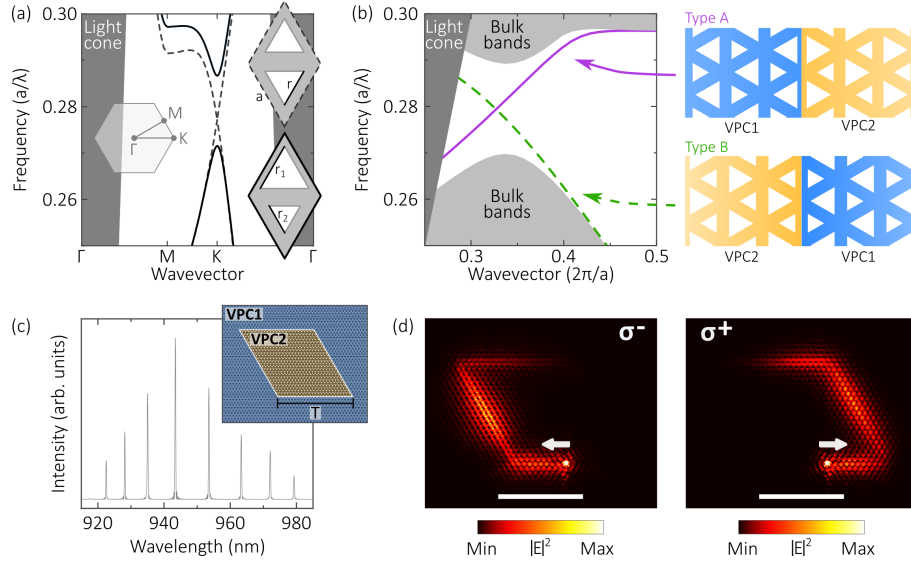 (a)
0.30
0.28
0.26
Frequency (a/λ)
Light
cone
M
K
Γ
a
r
r1
r2
Γ
M
K
Γ
Wavevector
(b)
0.30
0.28
0.26
Frequency (a/λ)
Light
cone
Bulk
bands
Bulk
bands
0.3
0.4
0.5
Wavevector (2π/a)
Type A
VPC1
VPC2
Type B
VPC2
VPC1
(c)
Intensity (arb. units)
VPC1
VPC2
T
920
940
960
980
Wavelength (nm)
(d)
σ-
σ+
Min |E|2 Max
Min |E|2 Max